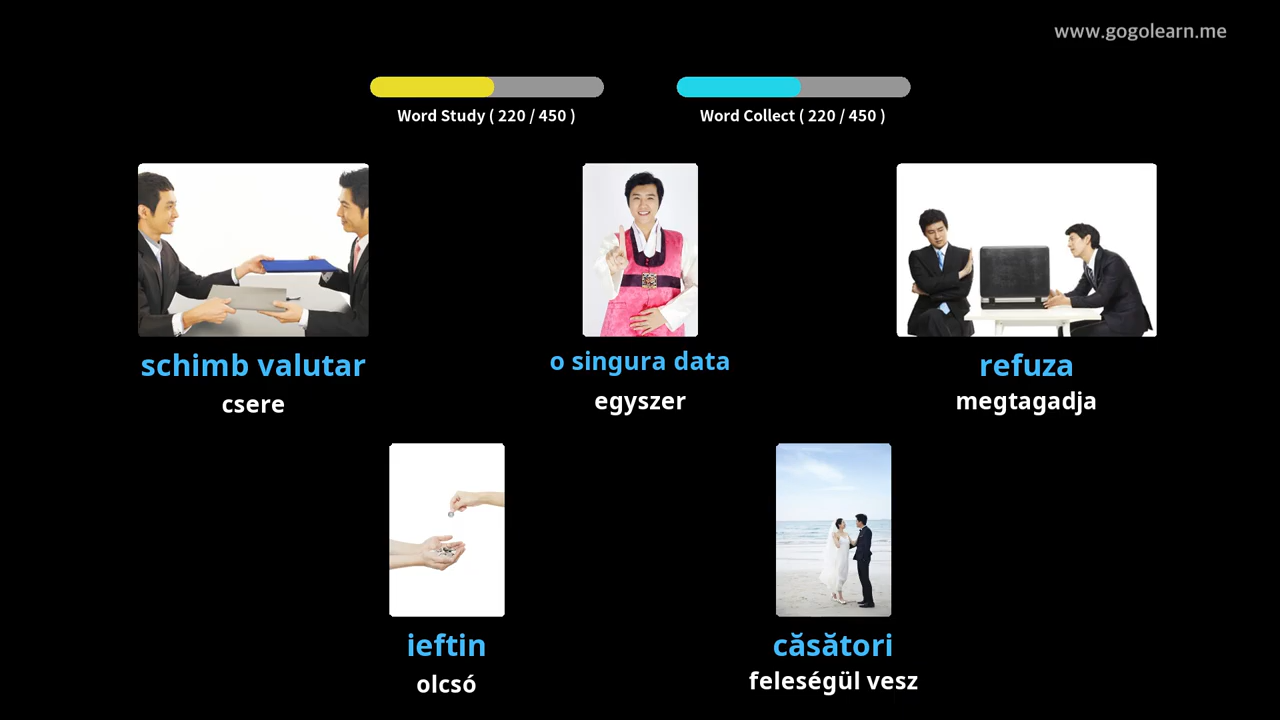 www.gogolearn.me
Word Study ( 220 / 450 )
Word Collect ( 220 / 450 )
schimb valutar
csere
o singura data
egyszer
refuza
megtagadja
ieftin
olcsó
căsători
feleségül vesz